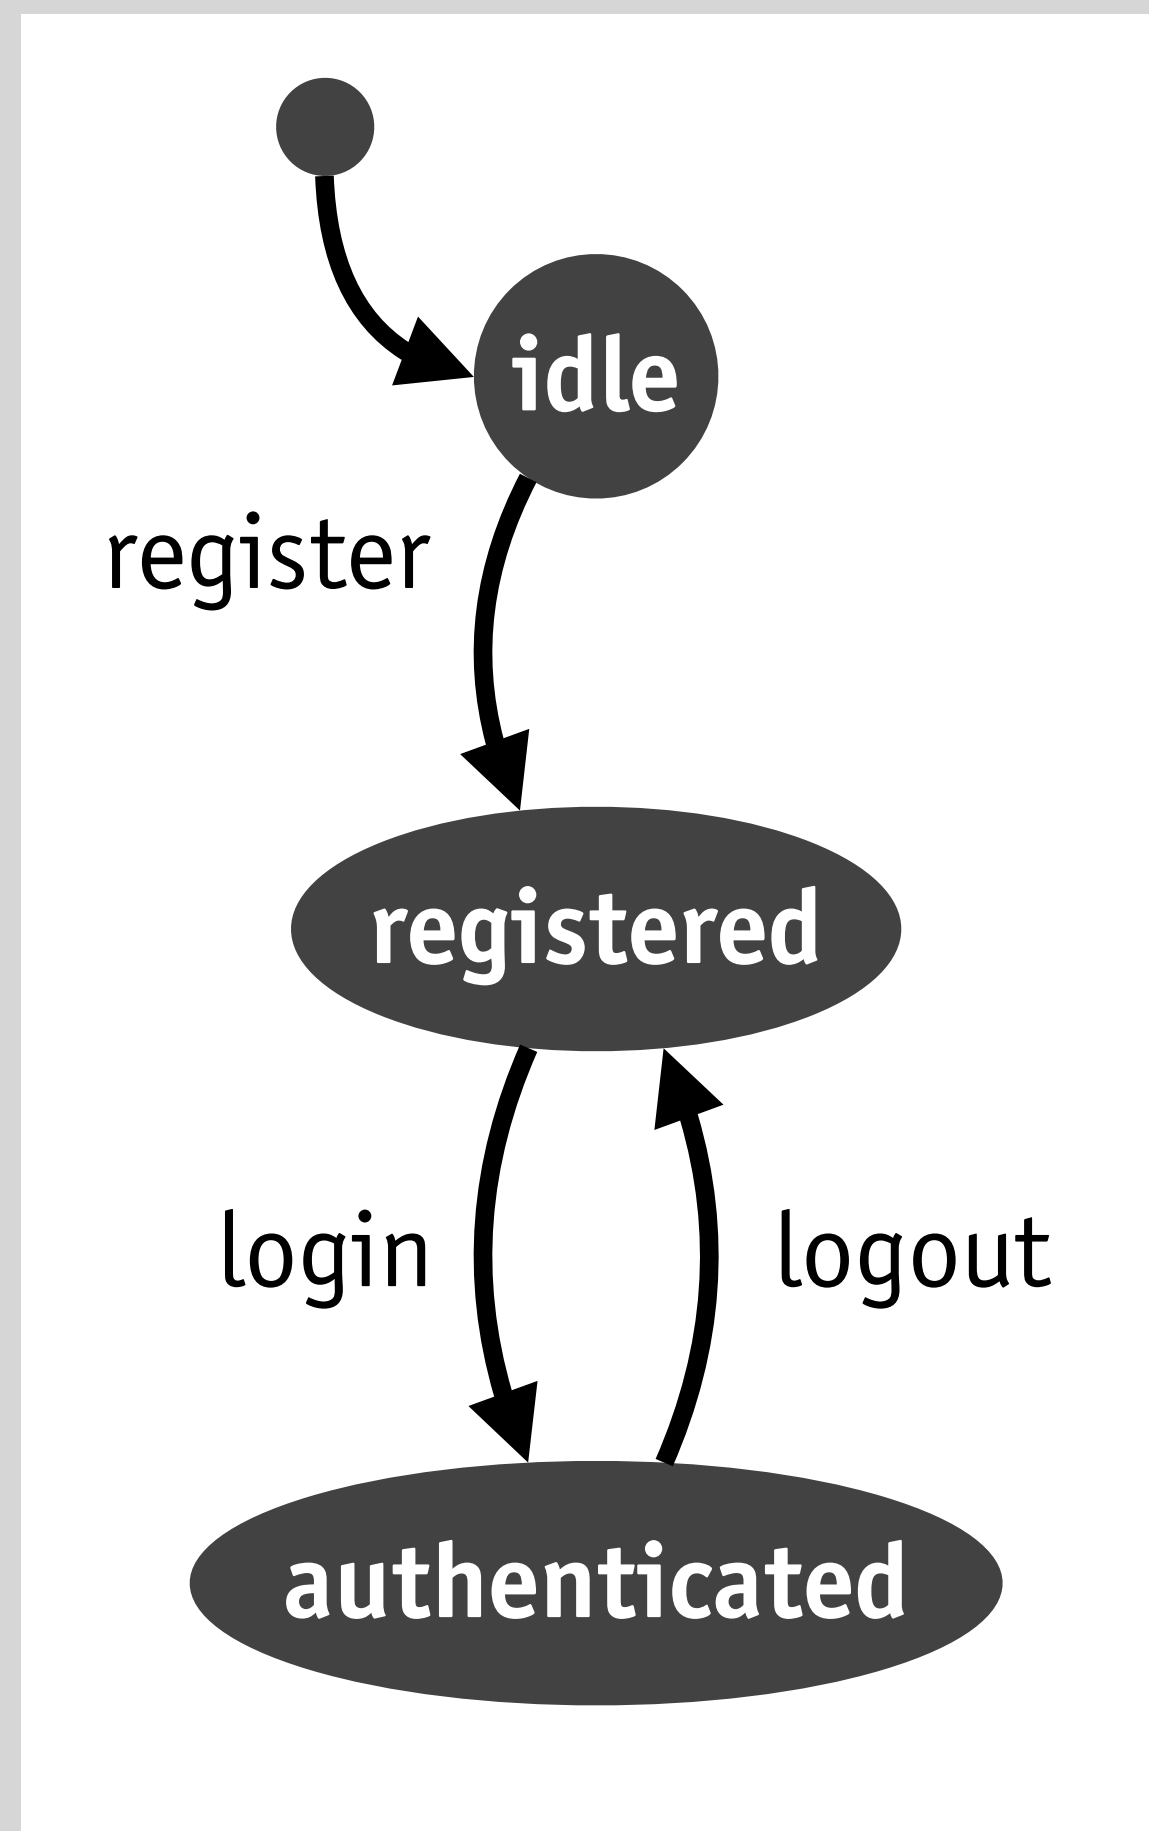 idle
register
registered
login
logout
authenticated